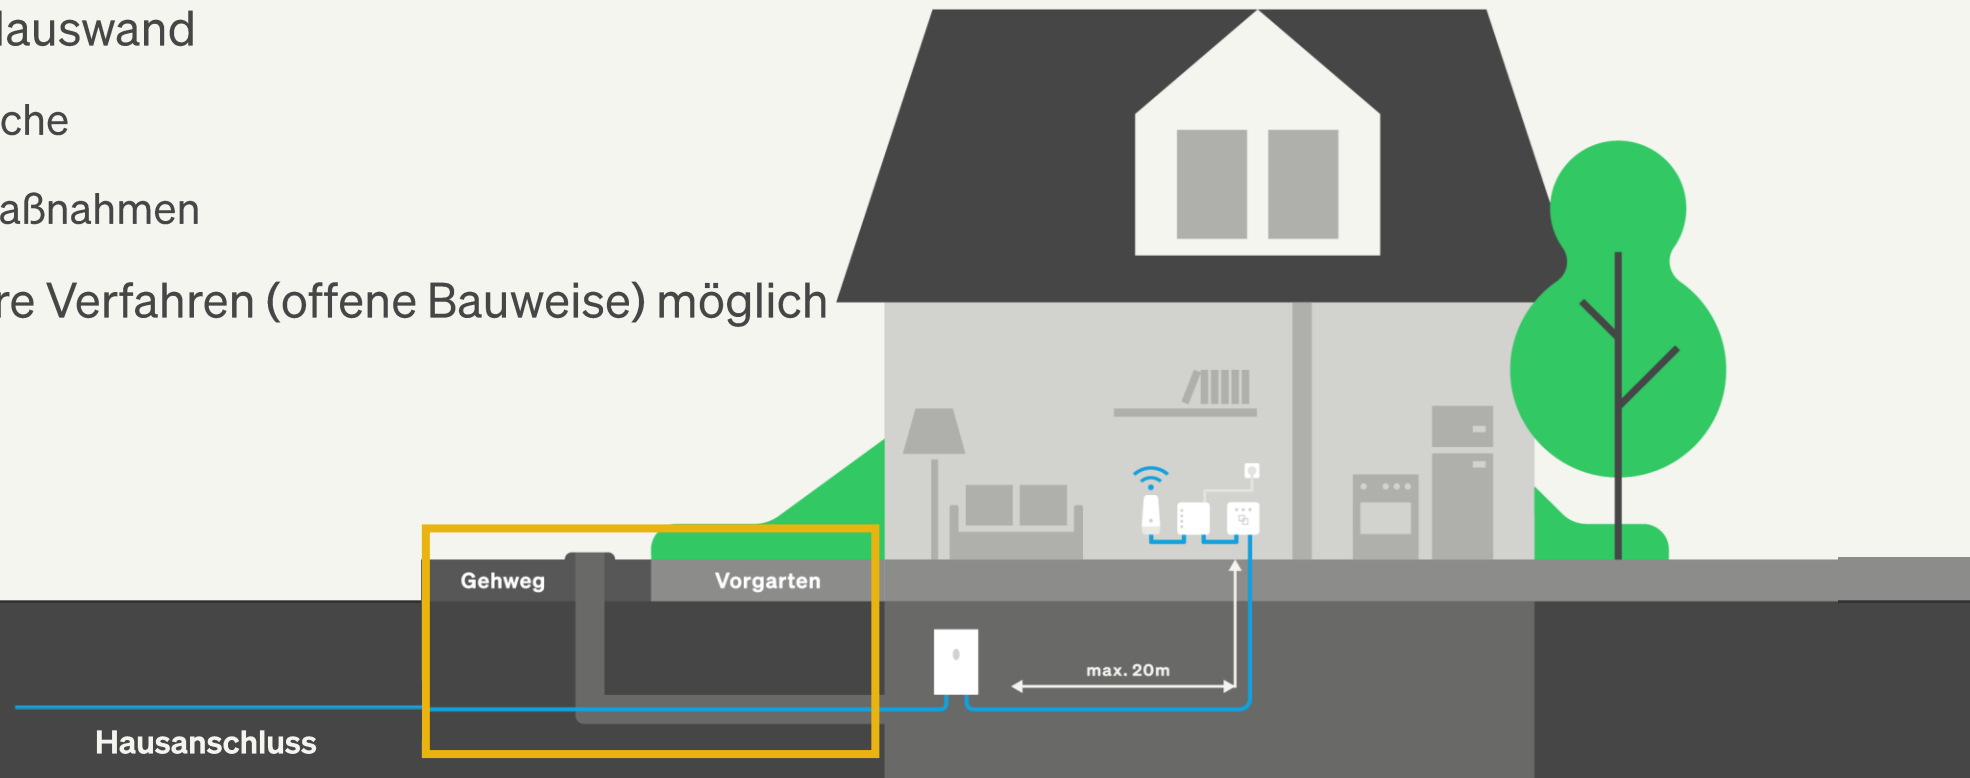 lauswand
che
aßnahmen
re Verfahren (offene Bauweise) möglich
Gehweg
Vorgarten
max. 20m
Hausanschluss